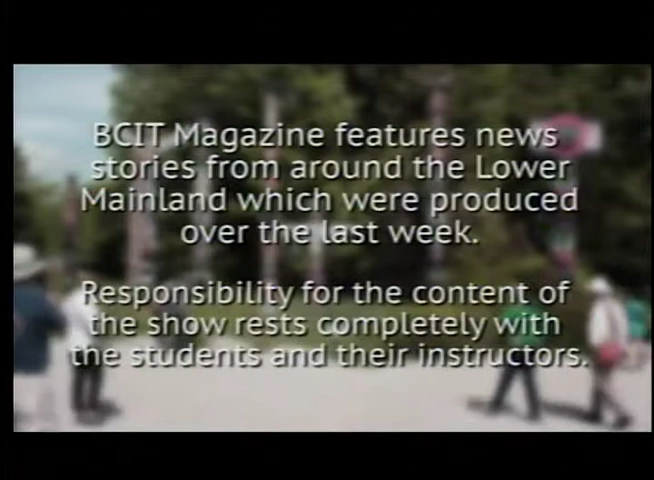 BCIT Magazine features news
stories from around the Lower
Mainland which were produced
over the last week.
Responsibility for the content of
the show rests completely with
the students and their instructors.